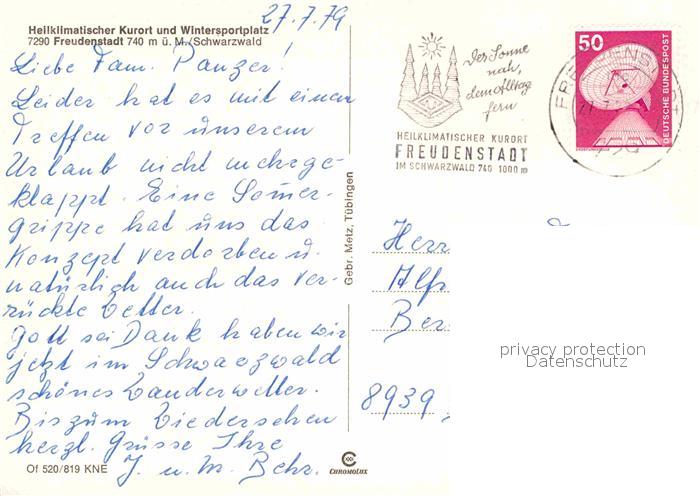 27.7.79
Heilklimatischer Kurort und Wintersportplatz
7290 Freudenstadt 740 m ü. M./Schwarzwald
Liebe Fam. Panzer!
Leider hat es mit einem
Treffen vor unserem
Urlaub nicht mehr ge-
klappt. Eine Somer-
grippe hat uns das
Konzept verdorben u.
natürlich auch das ver-
rückte Wetter.
Gott sei Dank haben wir
jetzt im Schwarzwald
schönes Wanderwetter.
Bis zum Wiedersehen
herzl. Grüsse Ihre
J. u. M. Behr.
Of 520/819 KNE
CHROMOLUX
Gebr. Metz, Tübingen
Der Sonne
nah,
dem Alltag
fern
HEILKLIMATISCHER KURORT
FREUDENSTADT
IM SCHWARZWALD 740 1000 m
50
DEUTSCHE BUNDESPOST
Herr
Alfr
Ber
8939
privacy protection
Datenschutz